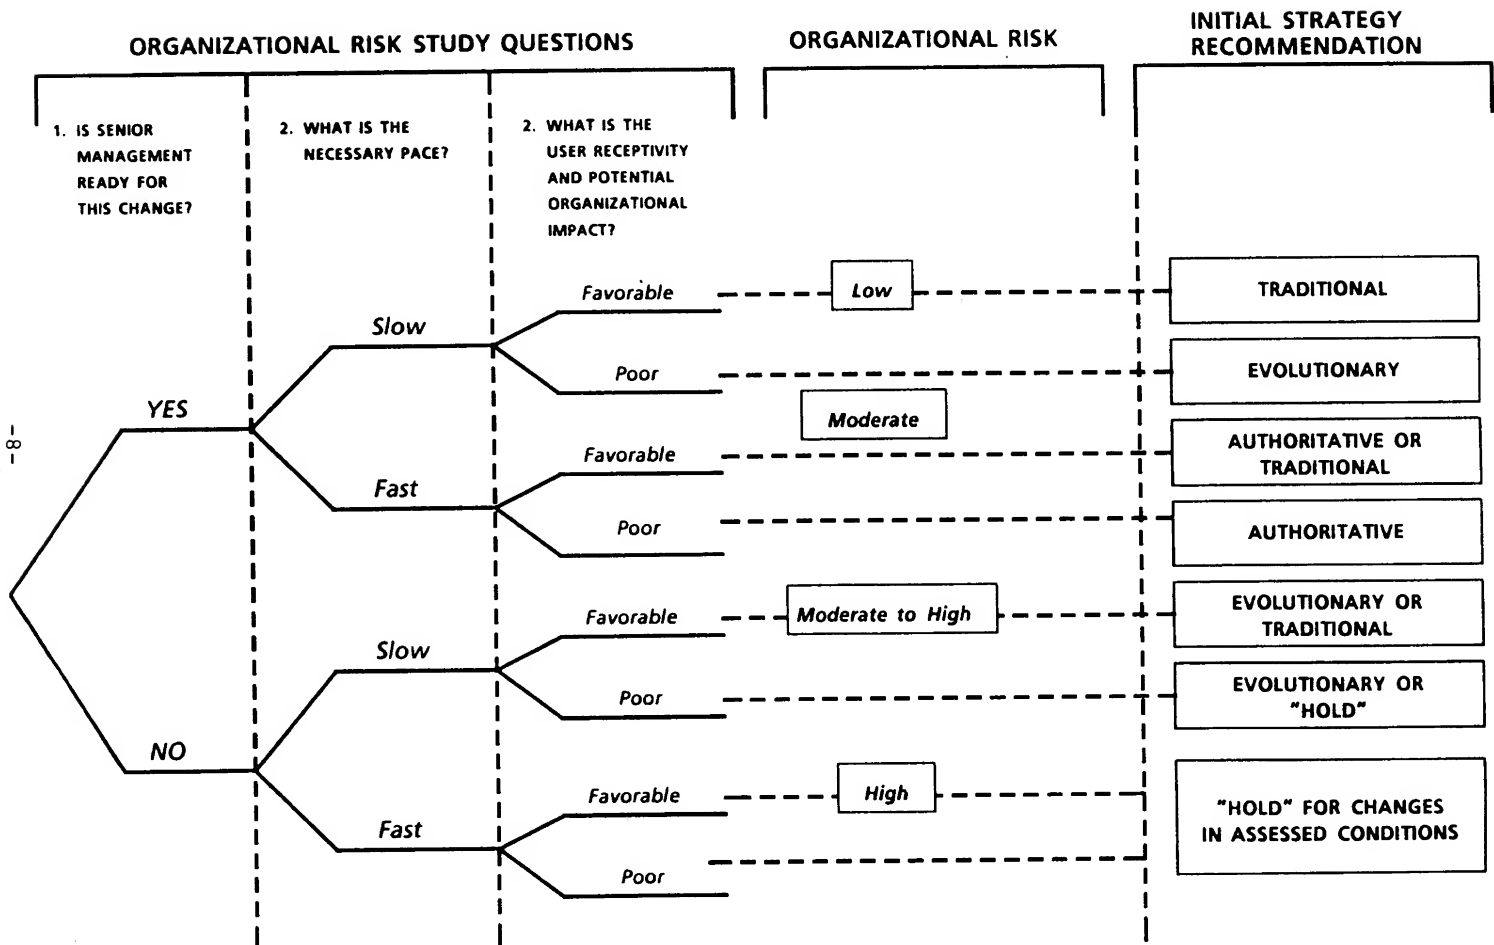 ORGANIZATIONAL RISK STUDY QUESTIONS
ORGANIZATIONAL RISK
INITIAL STRATEGY
RECOMMENDATION
1. IS SENIOR
MANAGEMENT
READY FOR
THIS CHANGE?
2. WHAT IS THE
NECESSARY PACE?
2. WHAT IS THE
USER RECEPTIVITY
AND POTENTIAL
ORGANIZATIONAL
IMPACT?
YES
Slow
Favorable
Low
TRADITIONAL
Poor
EVOLUTIONARY
Moderate
Fast
Favorable
AUTHORITATIVE OR
TRADITIONAL
Poor
AUTHORITATIVE
NO
Slow
Favorable
Moderate to High
EVOLUTIONARY OR
TRADITIONAL
Poor
EVOLUTIONARY OR
"HOLD"
Fast
Favorable
High
"HOLD" FOR CHANGES
IN ASSESSED CONDITIONS
Poor
-8-